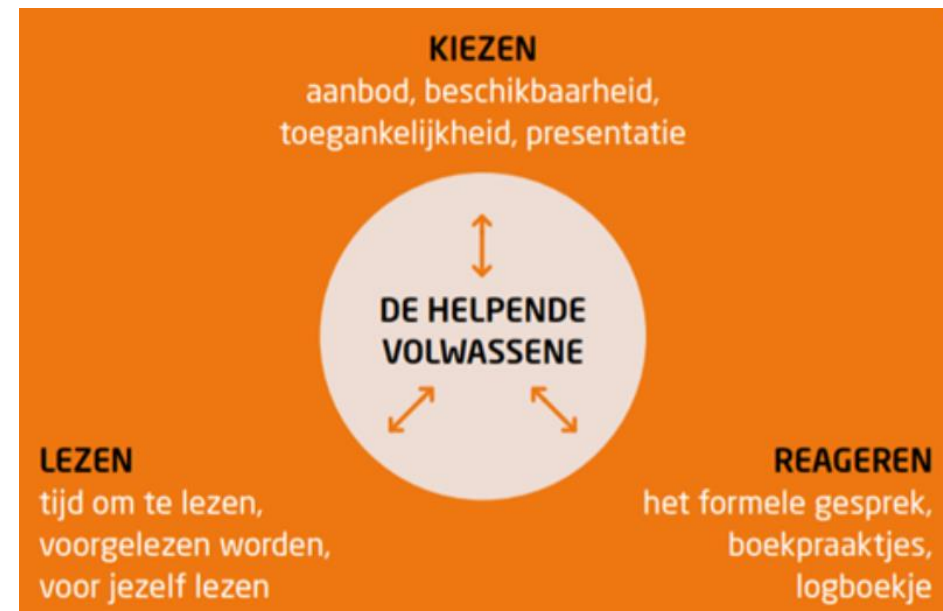 KIEZEN
aanbod, beschikbaarheid,
toegankelijkheid, presentatie
DE HELPENDE
VOLWASSENE
LEZEN
tijd om te lezen,
voorgelezen worden,
voor jezelf lezen
REAGEREN
het formele gesprek,
boekpraaktjes,
logboekje